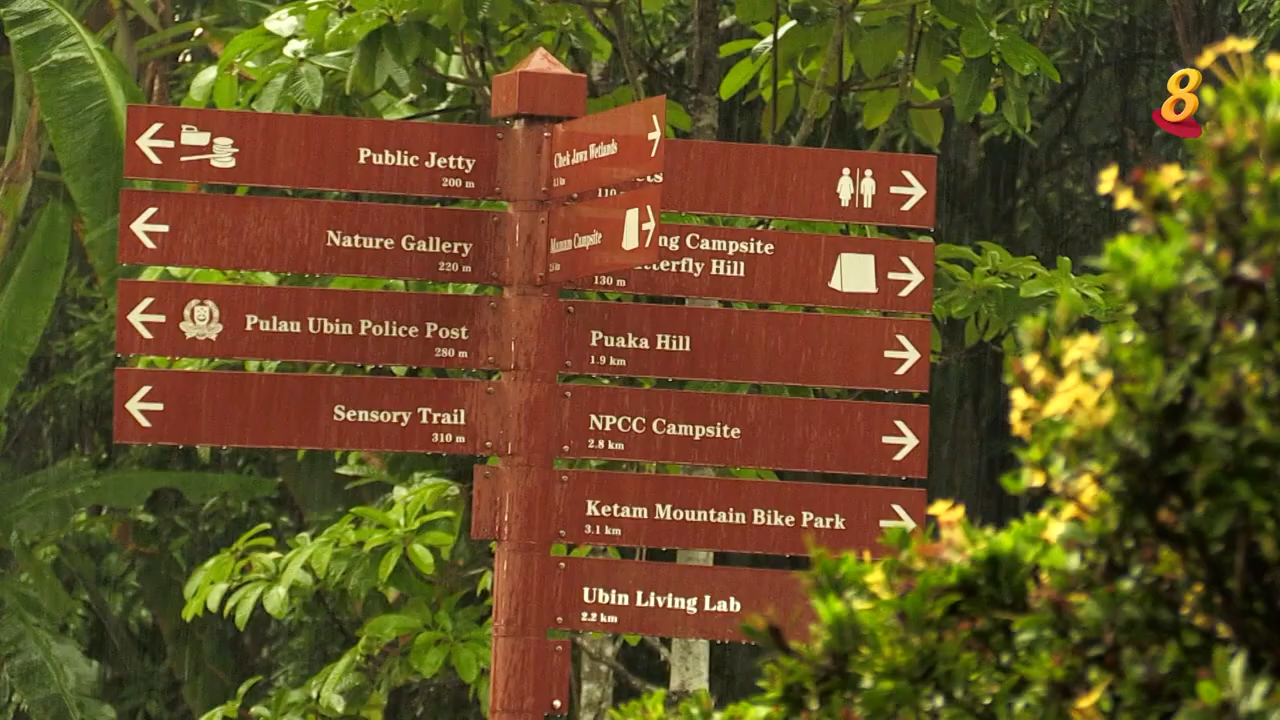 Public Jetty
200 m
Nature Gallery
220 m
Pulau Ubin Police Post
280 m
Sensory Trail
310 m
Chek Jawa Wetlands
Mamam Campsite
ng Campsite
terfly Hill
130 m
Puaka Hill
1.9 km
NPCC Campsite
2.8 km
Ketam Mountain Bike Park
3.1 km
Ubin Living Lab
2.2 km
8